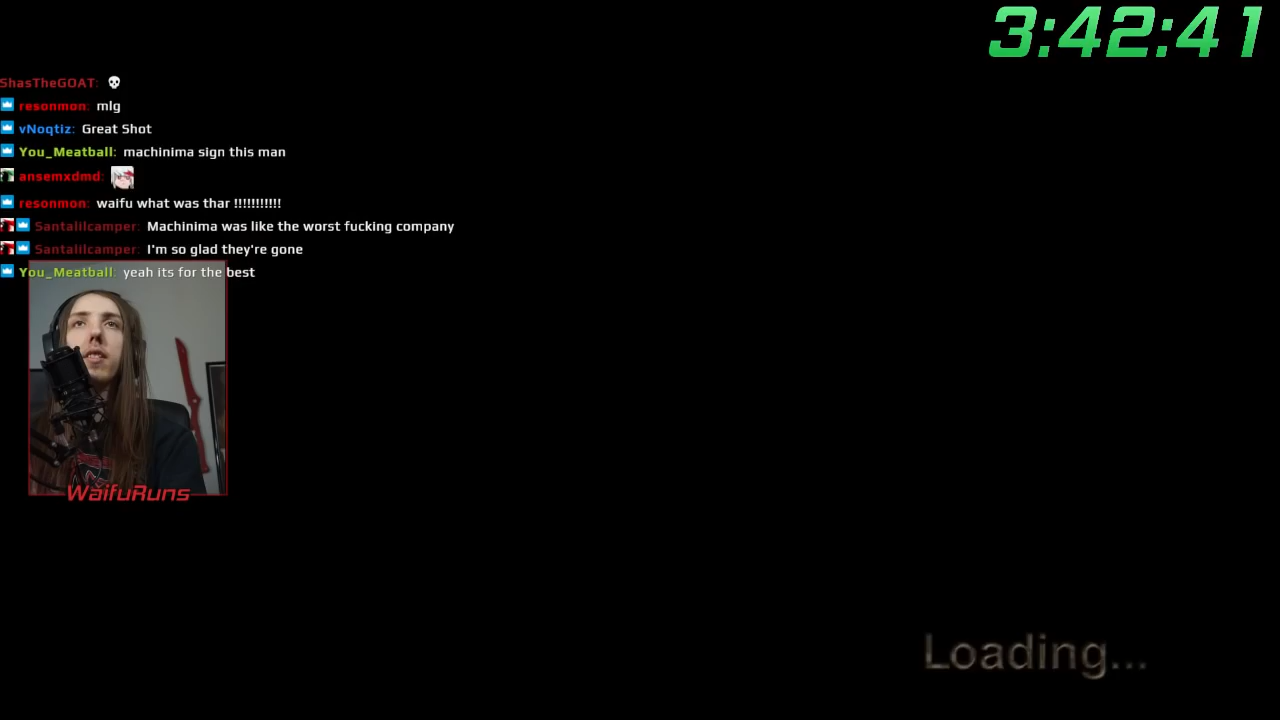 3:42:41
ShasTheGOAT:
resonmon: mlg
vNoqtiz: Great Shot
You_Meatball: machinima sign this man
ansemxdmd:
resonmon: waifu what was thar !!!!!!!!!!!
Santalilcamper: Machinima was like the worst fucking company
Santalilcamper: I'm so glad they're gone
You_Meatball: yeah its for the best
WaifuRuns
Loading...